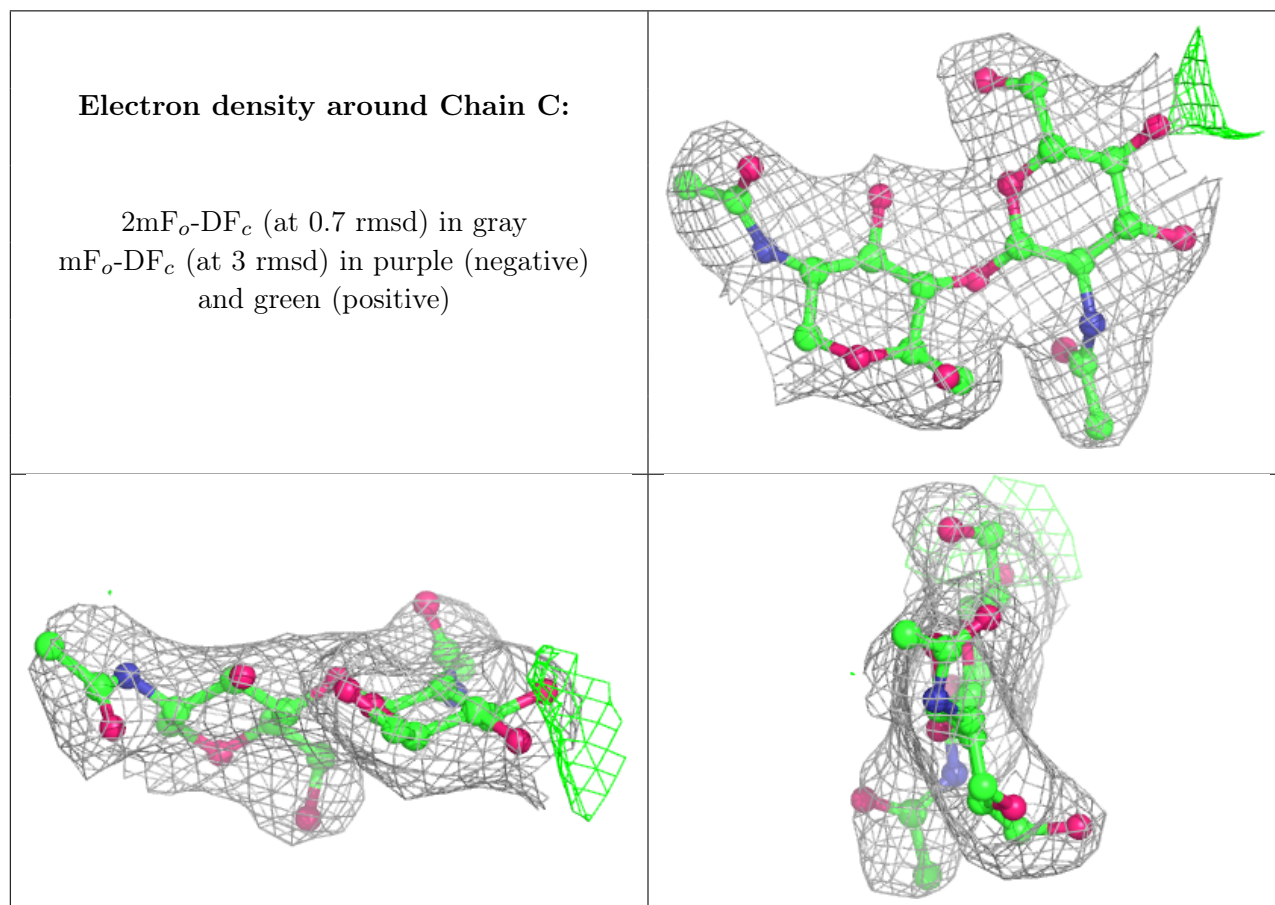 Electron density around Chain C:
2mFo-DFc (at 0.7 rmsd) in gray
mFo-DFc (at 3 rmsd) in purple (negative)
and green (positive)